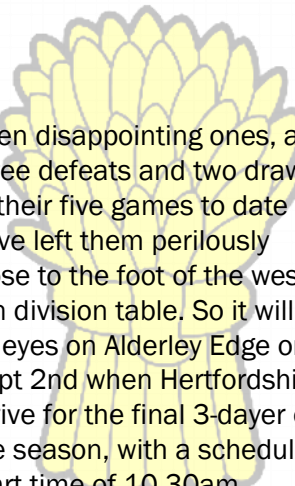 en disappointing ones, a
ee defeats and two draw
their five games to date
ve left them perilously
ose to the foot of the wes
n division table. So it will
eyes on Alderley Edge or
pt 2nd when Hertfordshi
ive for the final 3-dayer
e season, with a schedul
art time of 10.30am